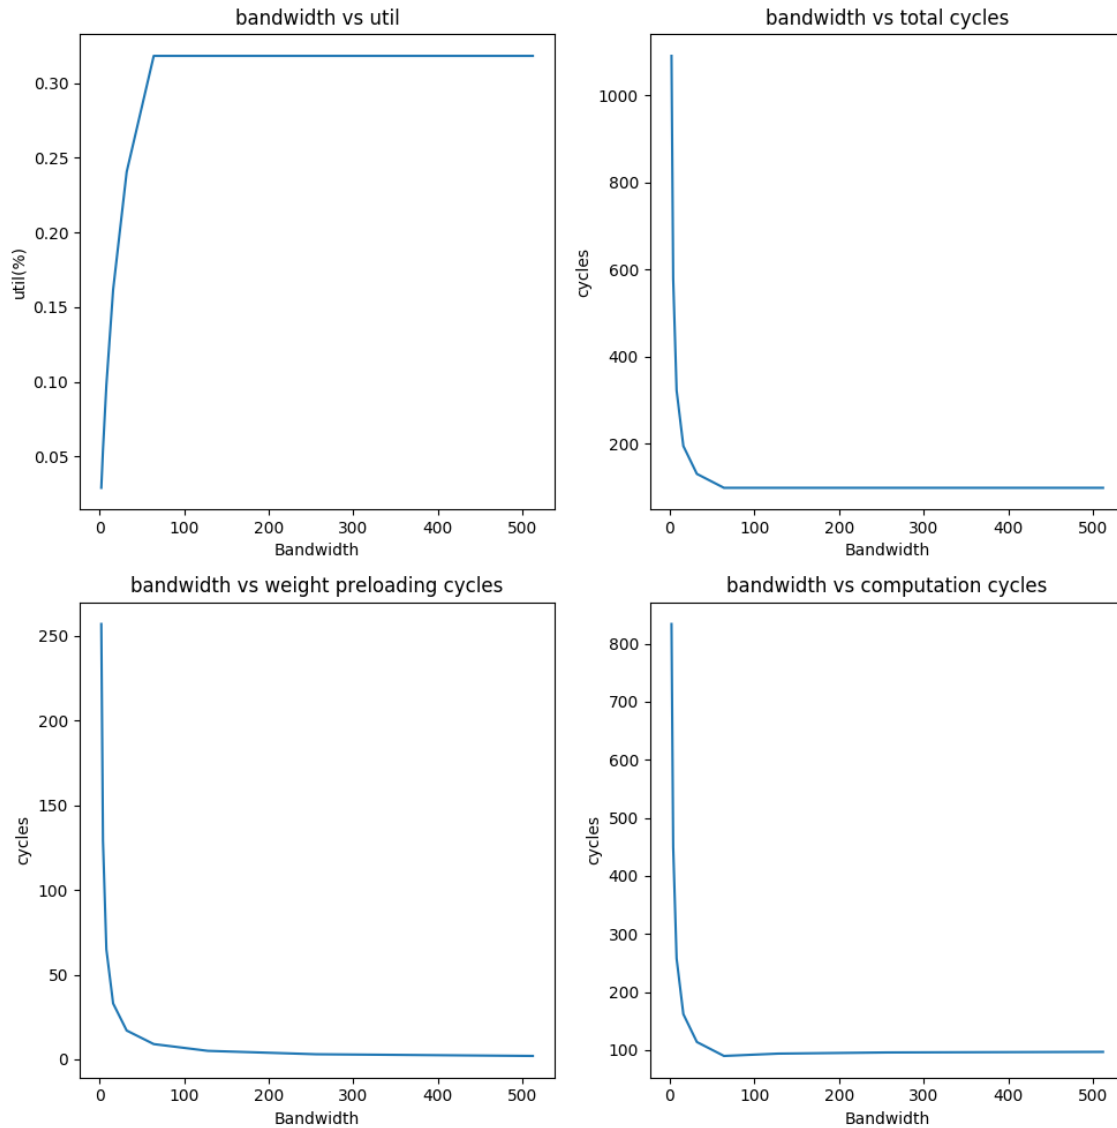 bandwidth vs util
util(%)
0.30
0.25
0.20
0.15
0.10
0.05
0 100 200 300 400 500
Bandwidth
bandwidth vs total cycles
cycles
1000
800
600
400
200
0 100 200 300 400 500
Bandwidth
bandwidth vs weight preloading cycles
cycles
250
200
150
100
50
0
0 100 200 300 400 500
Bandwidth
bandwidth vs computation cycles
cycles
800
700
600
500
400
300
200
100
0 100 200 300 400 500
Bandwidth